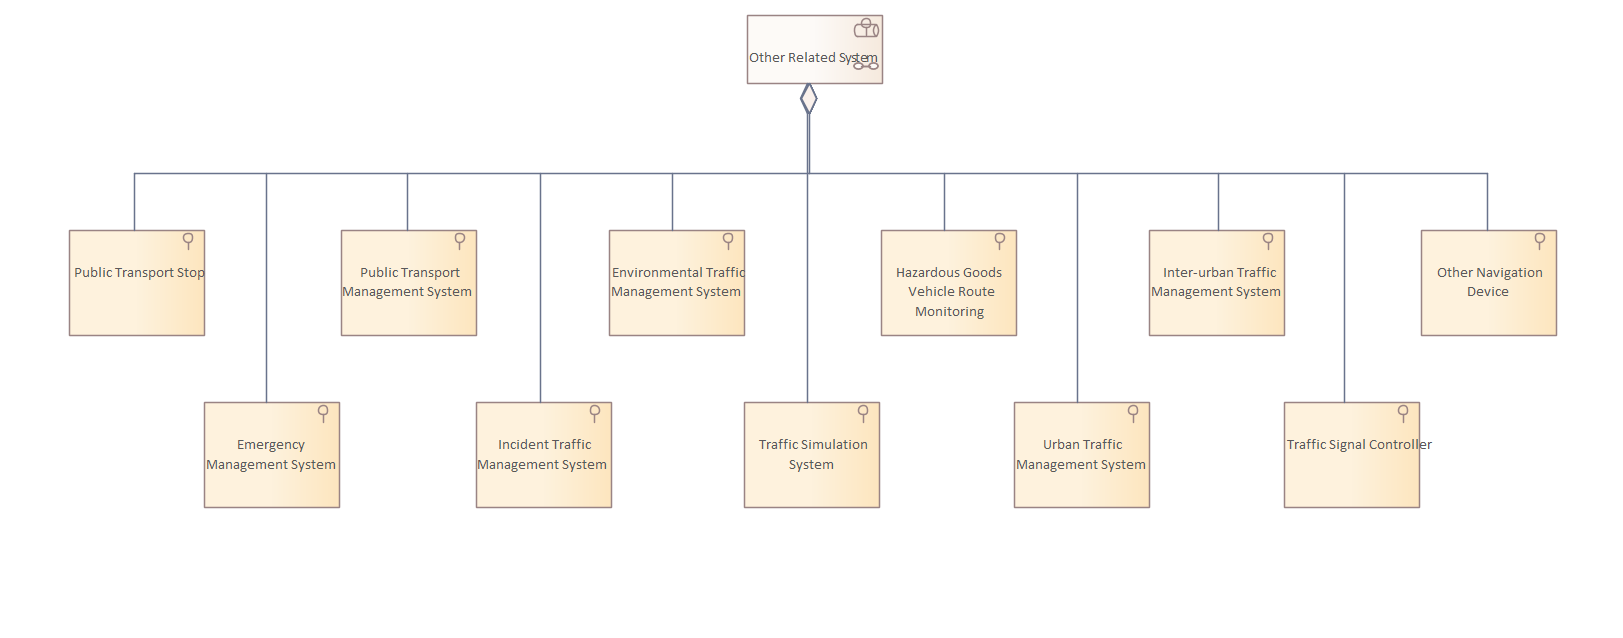 Other Related System
Public Transport Stop
Public Transport
Management System
Environmental Traffic
Management System
Hazardous Goods
Vehicle Route
Monitoring
Inter-urban Traffic
Management System
Other Navigation
Device
Emergency
Management System
Incident Traffic
Management System
Traffic Simulation
System
Urban Traffic
Management System
Traffic Signal Controller